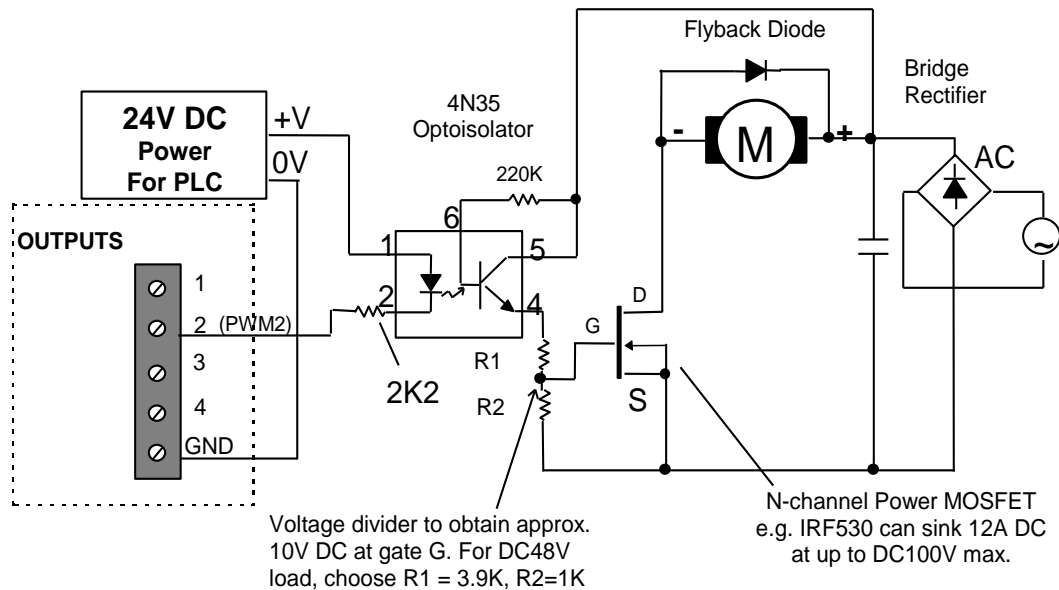 Flyback Diode
Bridge
Rectifier
24V DC
Power
For PLC
+V
0V
4N35
Optoisolator
220K
-
M
+
AC
6
1
5
2
4
OUTPUTS
1
2 (PWM2)
3
4
GND
2K2
R1
R2
G
D
S
Voltage divider to obtain approx.
10V DC at gate G. For DC48V
load, choose R1 = 3.9K, R2=1K
N-channel Power MOSFET
e.g. IRF530 can sink 12A DC
at up to DC100V max.